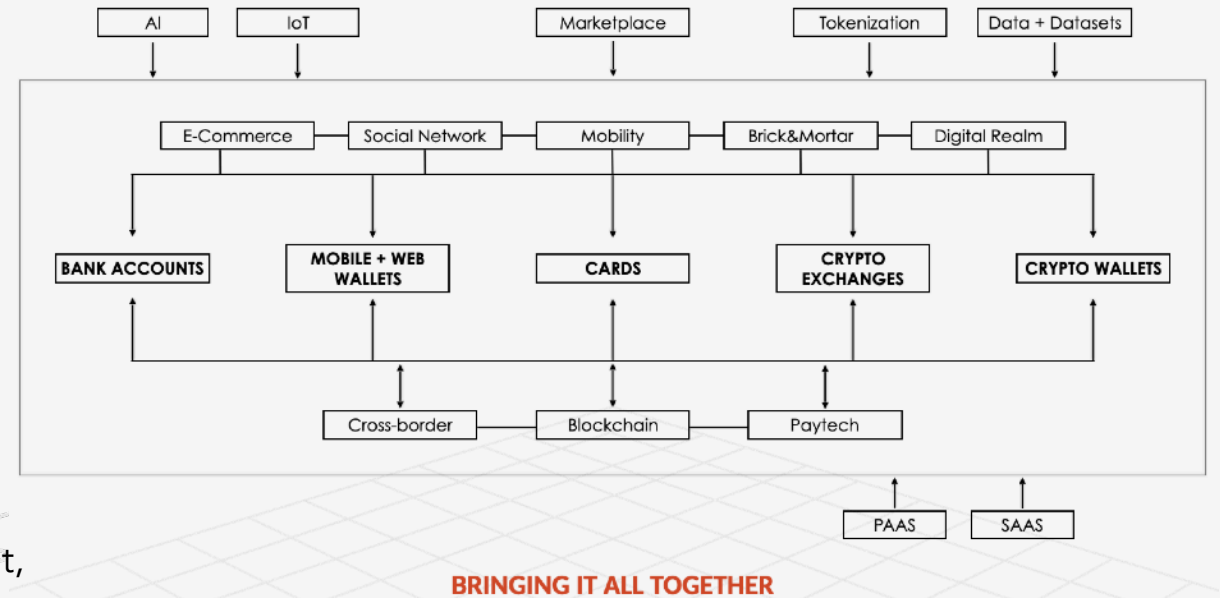 AI
IoT
Marketplace
Tokenization
Data + Datasets
E-Commerce
Social Network
Mobility
Brick&Mortar
Digital Realm
BANK ACCOUNTS
MOBILE + WEB
WALLETS
CARDS
CRYPTO
EXCHANGES
CRYPTO WALLETS
Cross-border
Blockchain
Paytech
PAAS
SAAS
t,
BRINGING IT ALL TOGETHER